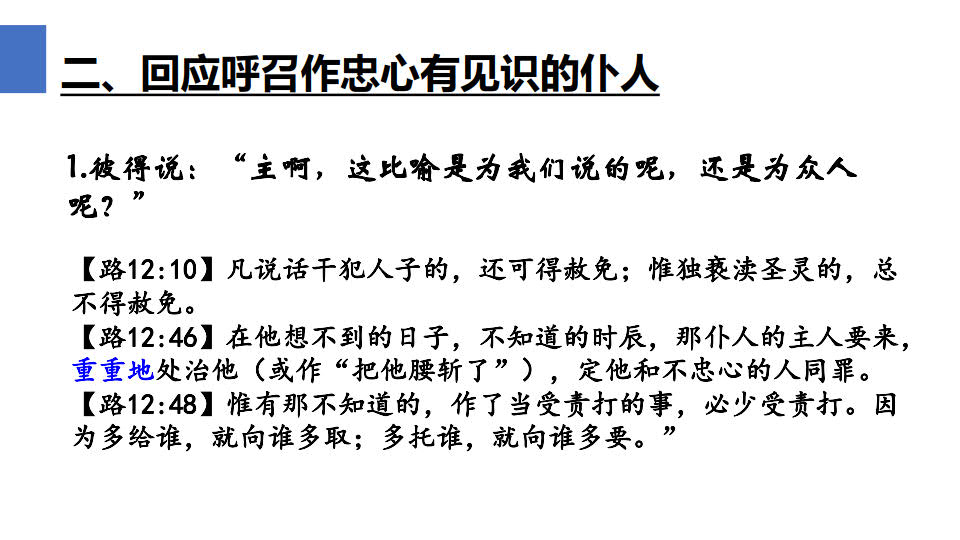 二、回应呼召作忠心有见识的仆人
1.彼得说：“主啊，这比喻是为我们说的呢，还是为众人
呢？”
【路12:10】凡说话干犯人子的，还可得赦免；惟独亵渎圣灵的，总
不得赦免。
【路12:46】在他想不到的日子，不知道的时辰，那仆人的主人要来，
重重地处治他（或作“把他腰斩了”），定他和不忠心的人同罪。
【路12:48】惟有那不知道的，作了当受责打的事，必少受责打。因
为多给谁，就向谁多取；多托谁，就向谁多要。”